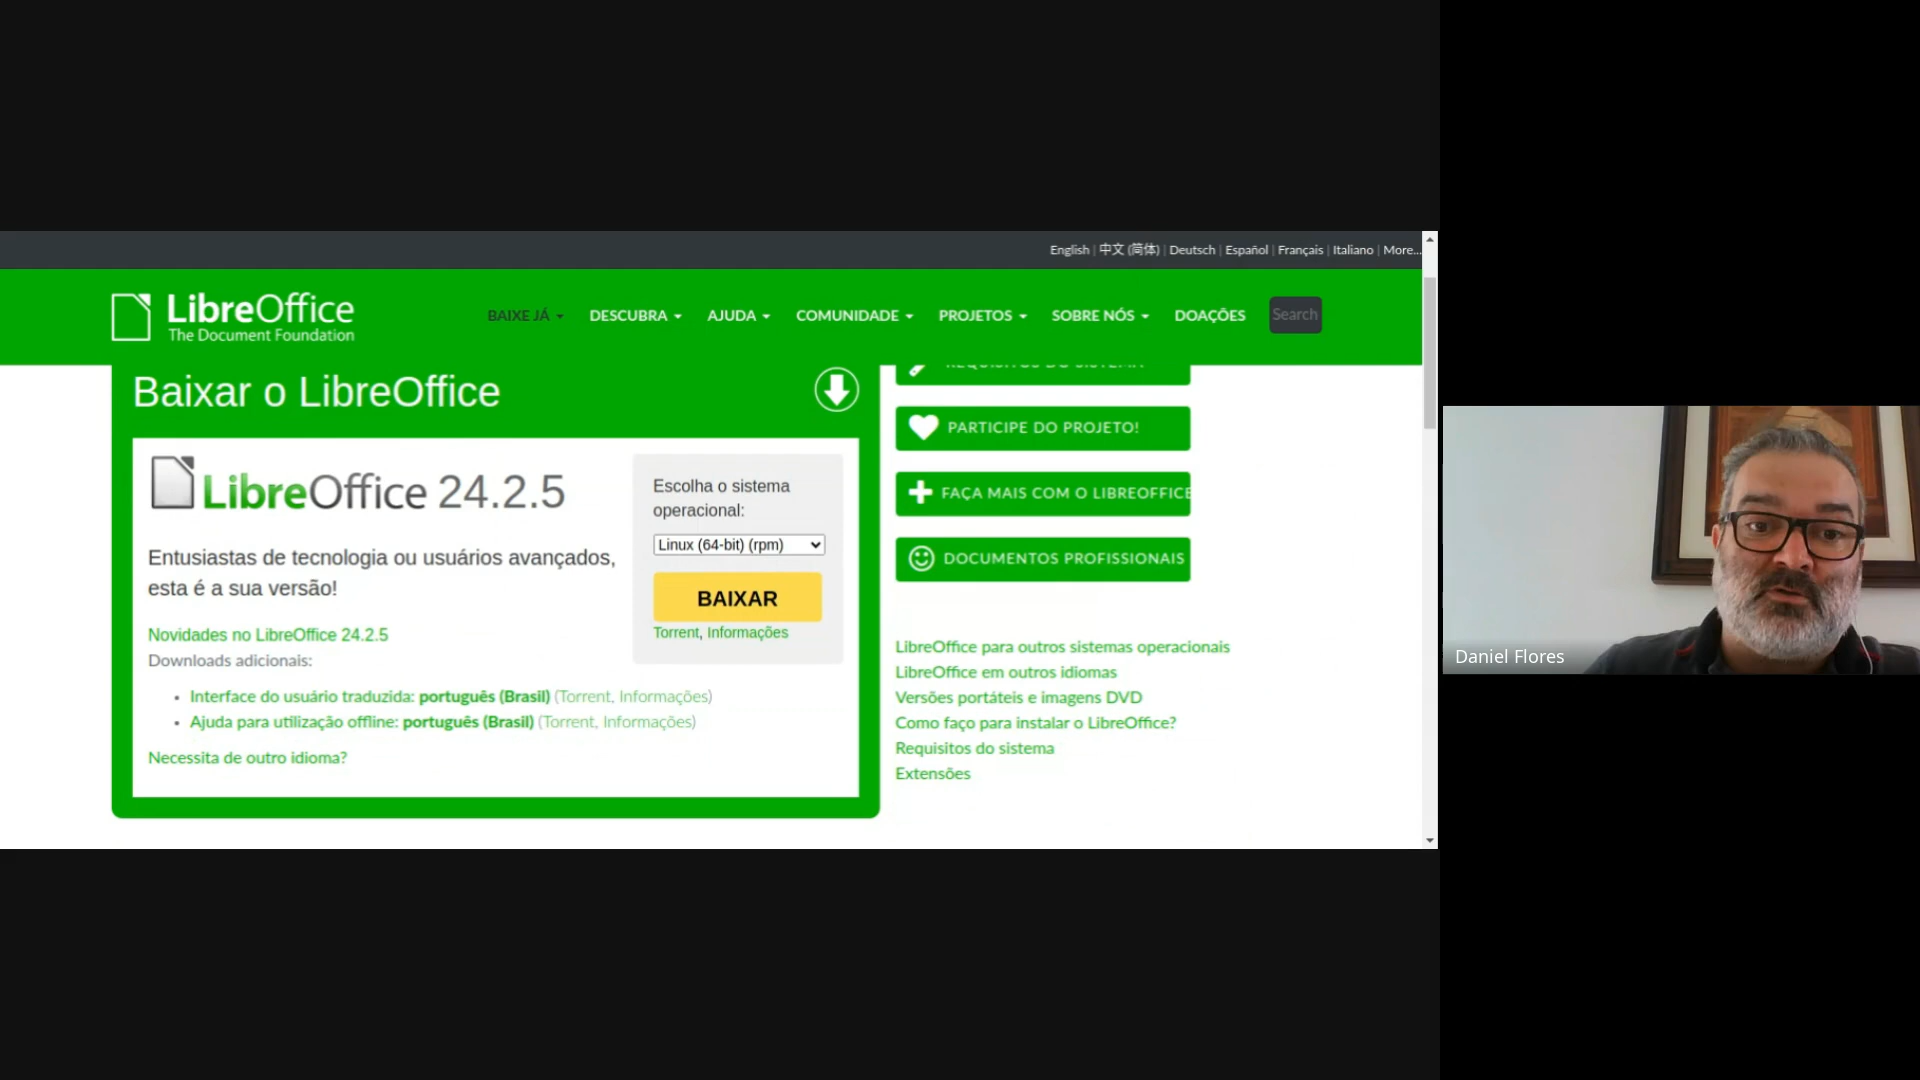 English | 中文 (简体) | Deutsch | Español | Français | Italiano | More...
LibreOffice
The Document Foundation
BAIXE JÁ
DESCUBRA
AJUDA
COMUNIDADE
PROJETOS
SOBRE NÓS
DOAÇÕES
Search
Baixar o LibreOffice
LibreOffice 24.2.5
Entusiastas de tecnologia ou usuários avançados,
esta é a sua versão!
Novidades no LibreOffice 24.2.5
Downloads adicionais:
• Interface do usuário traduzida: português (Brasil) (Torrent, Informações)
• Ajuda para utilização offline: português (Brasil) (Torrent, Informações)
Necessita de outro idioma?
Escolha o sistema
operacional:
Linux (64-bit) (rpm)
BAIXAR
Torrent, Informações
REQUISITOS DO SISTEMA
PARTICIPE DO PROJETO!
FAÇA MAIS COM O LIBREOFFICE
DOCUMENTOS PROFISSIONAIS
LibreOffice para outros sistemas operacionais
LibreOffice em outros idiomas
Versões portáteis e imagens DVD
Como faço para instalar o LibreOffice?
Requisitos do sistema
Extensões
Daniel Flores